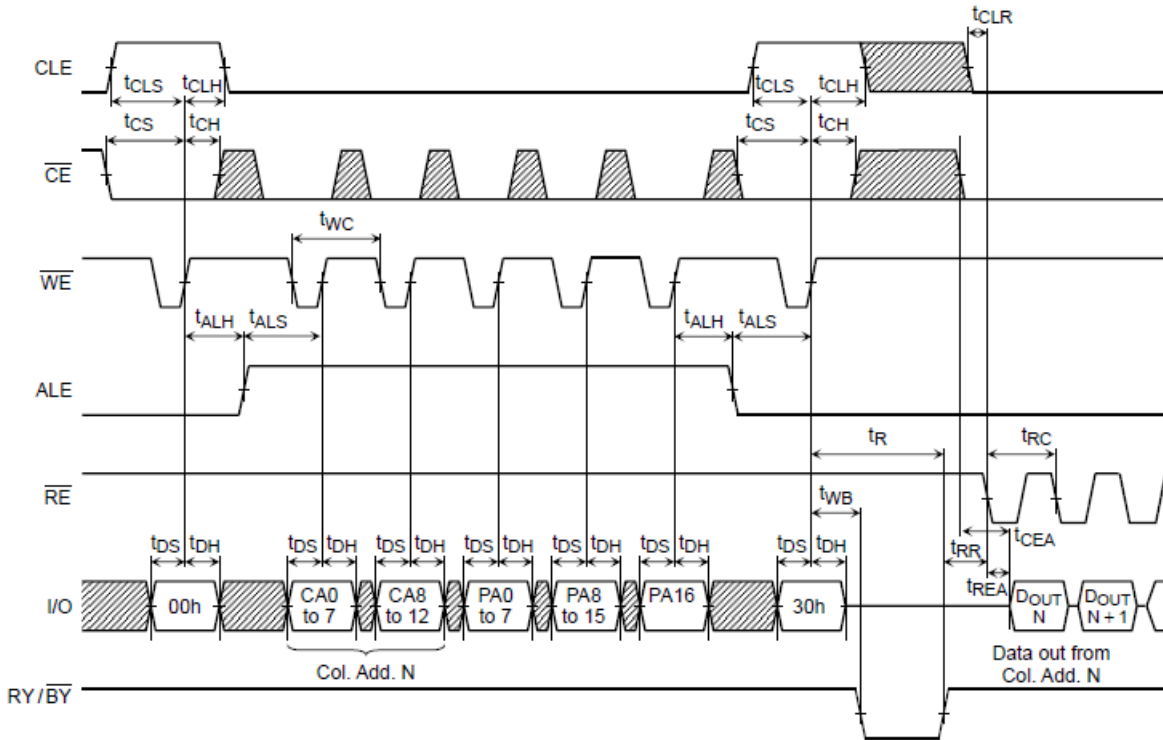 tCLR
CLE
tCLS tCLH tCLS tCLH
tCS tCH tCS tCH
CE
tWC
WE
tALH tALS tALH tALS
ALE
tR tRC
RE
tWB
tDS tDH tDS tDH tDS tDH tDS tDH tDS tDH tDS tDH tDS tDH tRR tCEA
tREA
I/O 00h CA0 to 7 CA8 to 12 PA0 to 7 PA8 to 15 PA16 30h DOUT N DOUT N + 1
Col. Add. N
Data out from
Col. Add. N
RY / BY